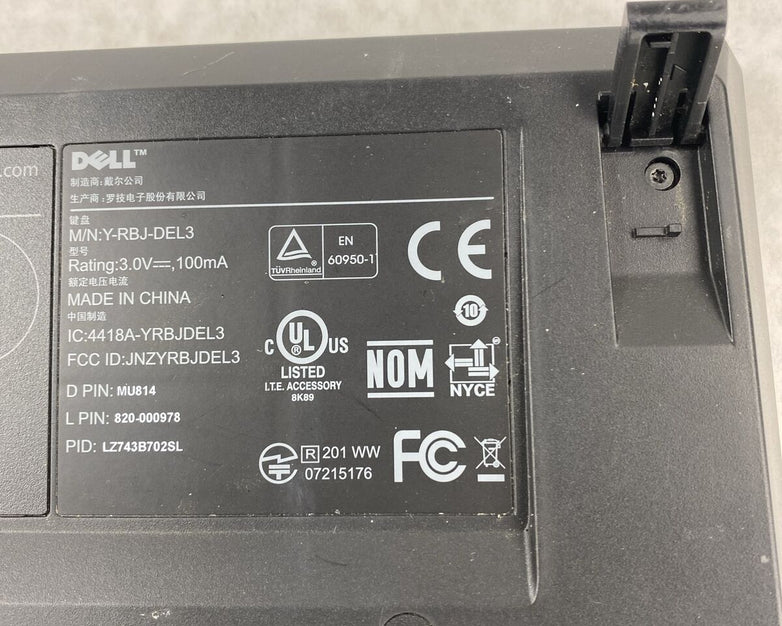 DELL™
.com
制造商:戴尔公司
生产商:罗技电子股份有限公司
键盘
M/N:Y-RBJ-DEL3
型号
Rating:3.0V⎓,100mA
额定电压电流
MADE IN CHINA
中国制造
IC:4418A-YRBJDEL3
FCC ID:JNZYRBJDEL3
D PIN: MU814
L PIN: 820-000978
PID: LZ743B702SL
TÜVRheinland
EN
60950-1
CE
10
C UL ® US
LISTED
I.T.E. ACCESSORY
8K89
NOM
NYCE
R 201 WW
07215176
FC